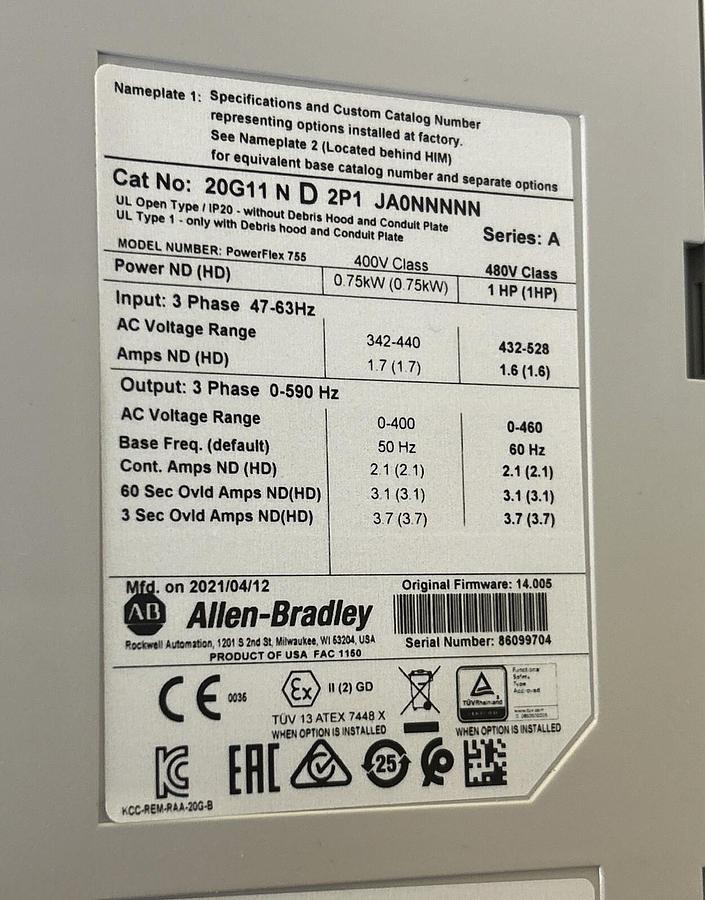 Nameplate 1: Specifications and Custom Catalog Number
representing options installed at factory.
See Nameplate 2 (Located behind HIM)
for equivalent base catalog number and separate options
Cat No: 20G11 N D 2P1 JA0NNNNN
UL Open Type / IP20 - without Debris Hood and Conduit Plate
UL Type 1 - only with Debris hood and Conduit Plate
Series: A
MODEL NUMBER: PowerFlex 755 400V Class 480V Class
Power ND (HD) 0.75kW (0.75kW) 1 HP (1HP)
Input: 3 Phase 47-63Hz
AC Voltage Range 342-440 432-528
Amps ND (HD) 1.7 (1.7) 1.6 (1.6)
Output: 3 Phase 0-590 Hz
AC Voltage Range 0-400 0-460
Base Freq. (default) 50 Hz 60 Hz
Cont. Amps ND (HD) 2.1 (2.1) 2.1 (2.1)
60 Sec Ovld Amps ND(HD) 3.1 (3.1) 3.1 (3.1)
3 Sec Ovld Amps ND(HD) 3.7 (3.7) 3.7 (3.7)
Mfd. on 2021/04/12 Original Firmware: 14.005
AB Allen-Bradley
Rockwell Automation, 1201 S 2nd St, Milwaukee, WI 53204, USA
Serial Number: 86099704
PRODUCT OF USA FAC 1150
CE 0035 Ex II (2) GD
TÜVRheinland
Functional
Safety
Type
Approved
TÜV 13 ATEX 7448 X
WHEN OPTION IS INSTALLED WHEN OPTION IS INSTALLED
KC EAC 25
KCC-REM-RAA-20G-B